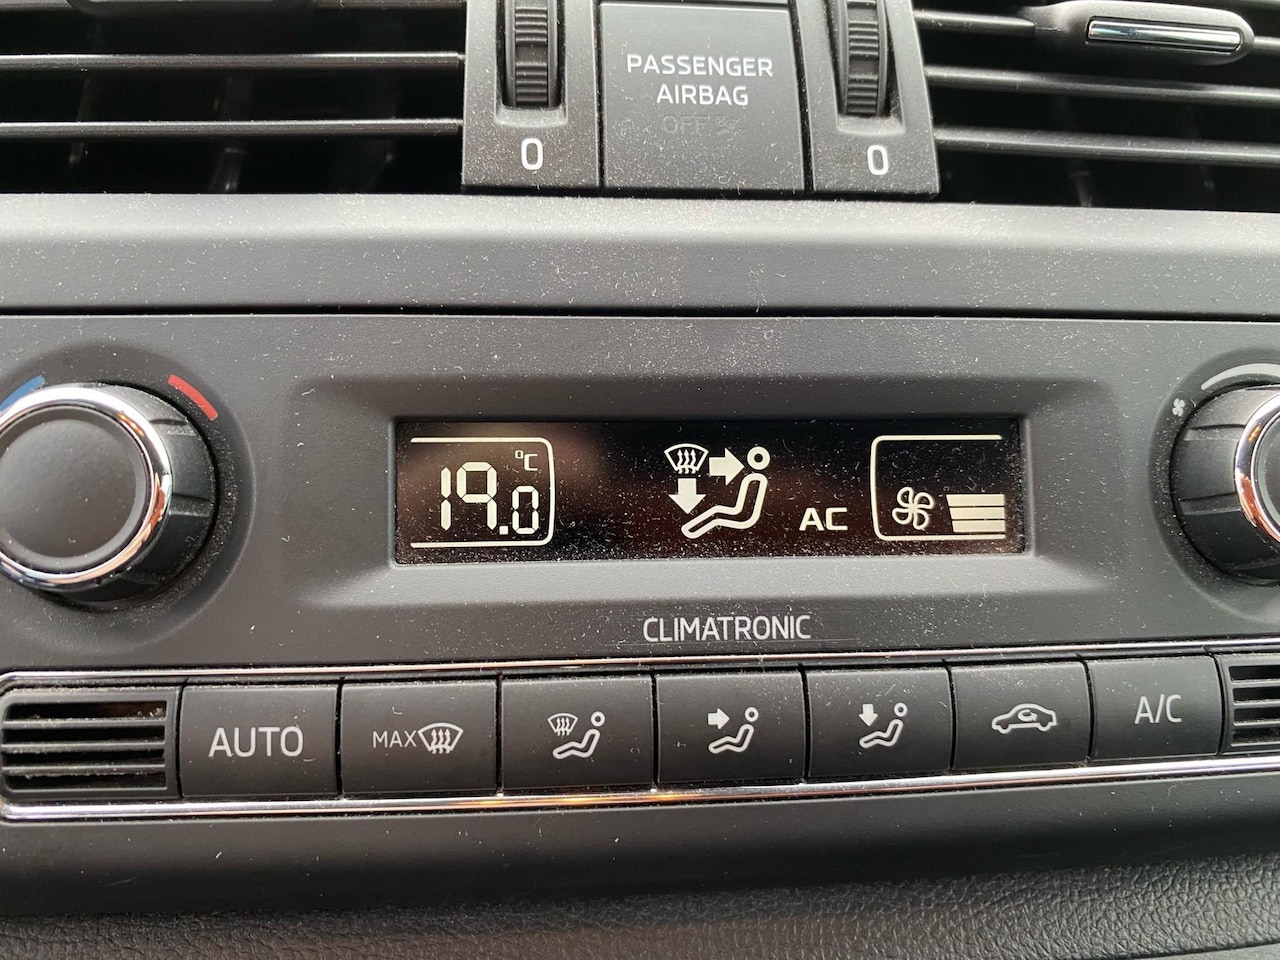 PASSENGER
AIRBAG
OFF
0
0
19.0 °C
AC
CLIMATRONIC
AUTO
MAX
A/C